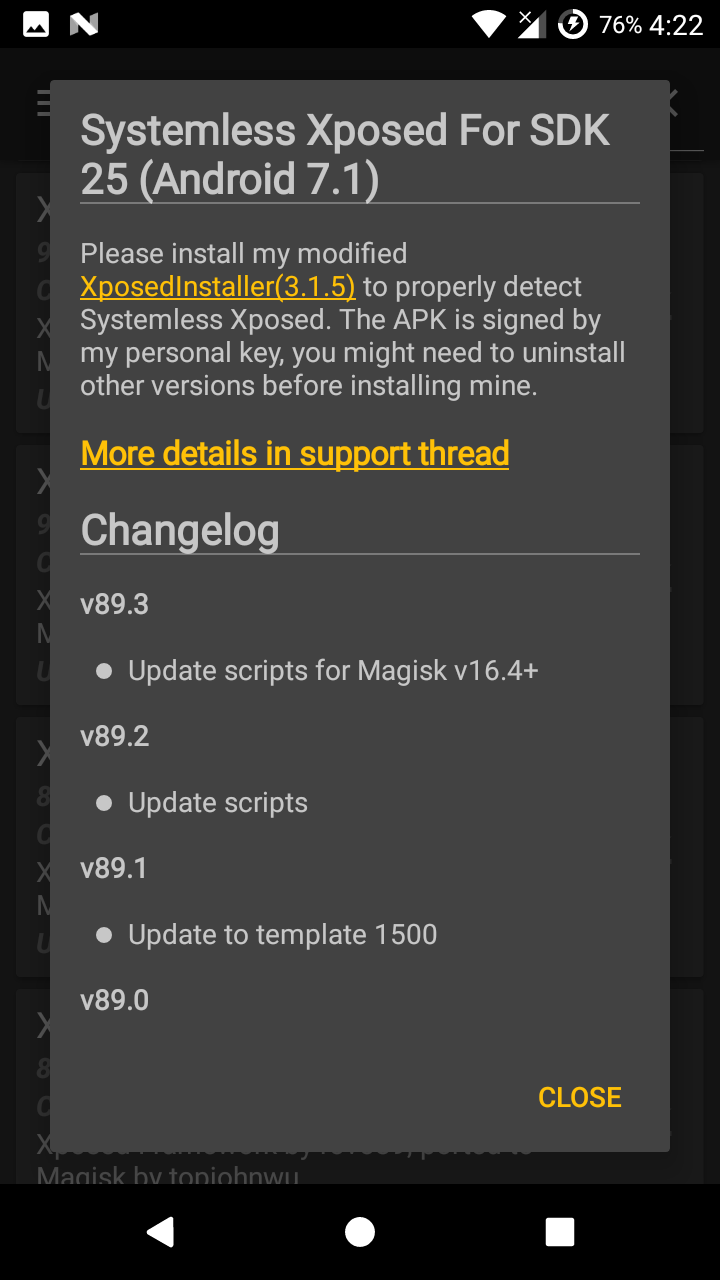 76% 4:22
Systemless Xposed For SDK
25 (Android 7.1)
Please install my modified
XposedInstaller(3.1.5) to properly detect
Systemless Xposed. The APK is signed by
my personal key, you might need to uninstall
other versions before installing mine.
More details in support thread
Changelog
v89.3
Update scripts for Magisk v16.4+
v89.2
Update scripts
v89.1
Update to template 1500
v89.0
CLOSE
Magisk by topjohnwu